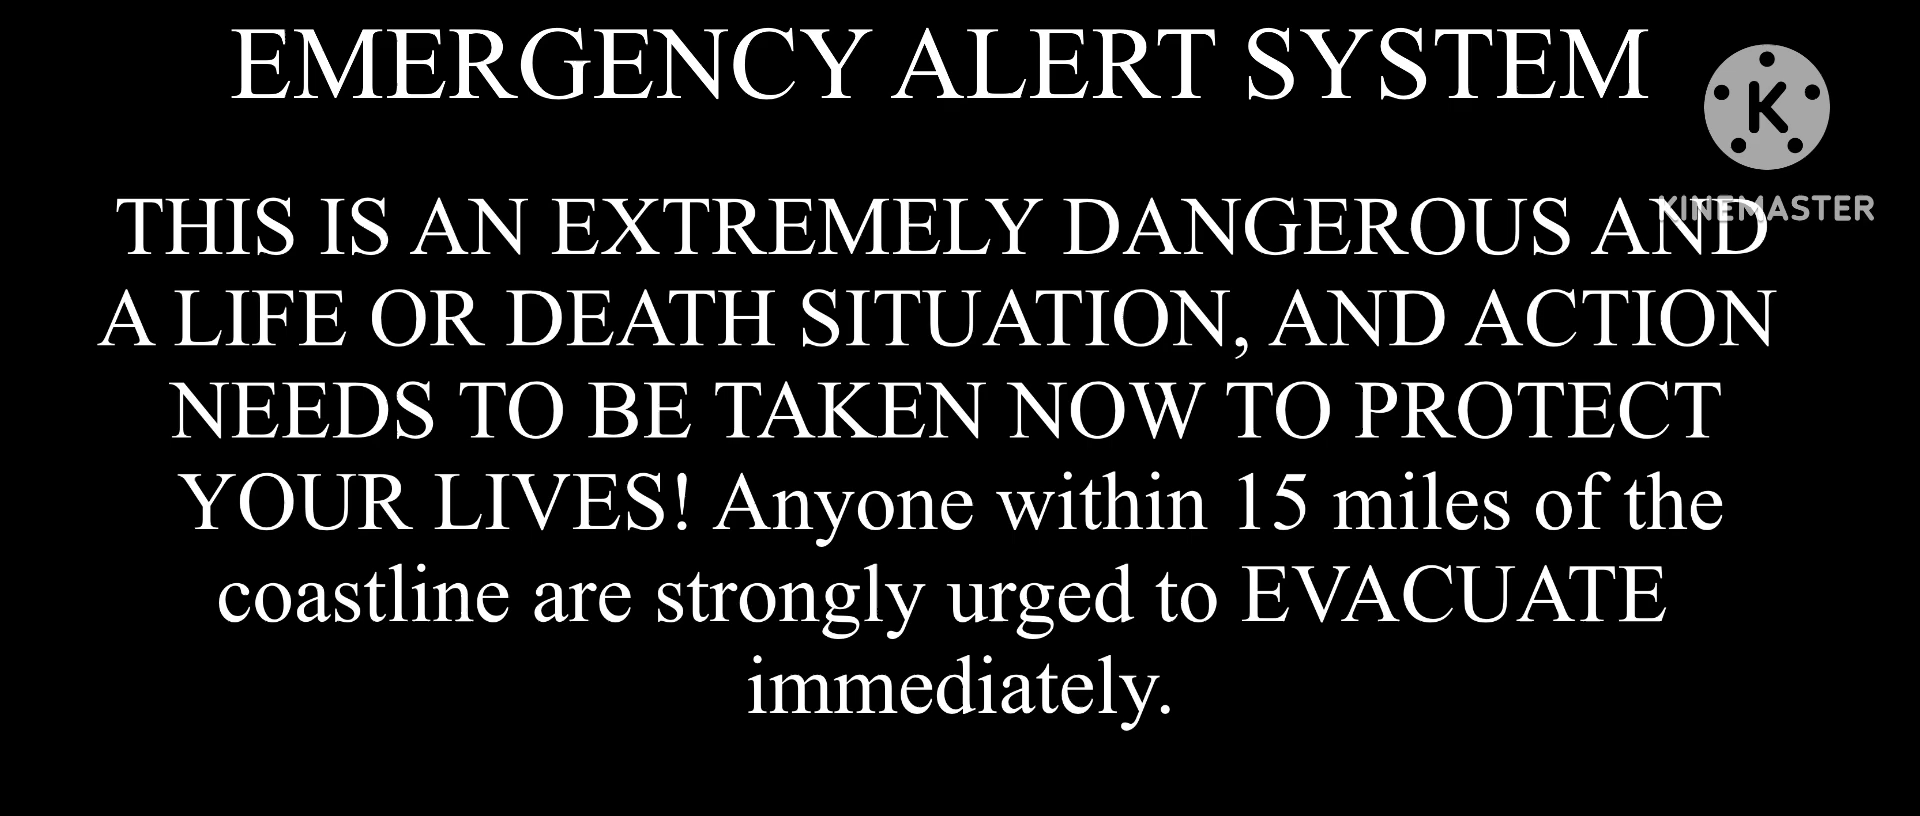 EMERGENCY ALERT SYSTEM
K
KINEMASTER
THIS IS AN EXTREMELY DANGEROUS AND
A LIFE OR DEATH SITUATION, AND ACTION
NEEDS TO BE TAKEN NOW TO PROTECT
YOUR LIVES! Anyone within 15 miles of the
coastline are strongly urged to EVACUATE
immediately.